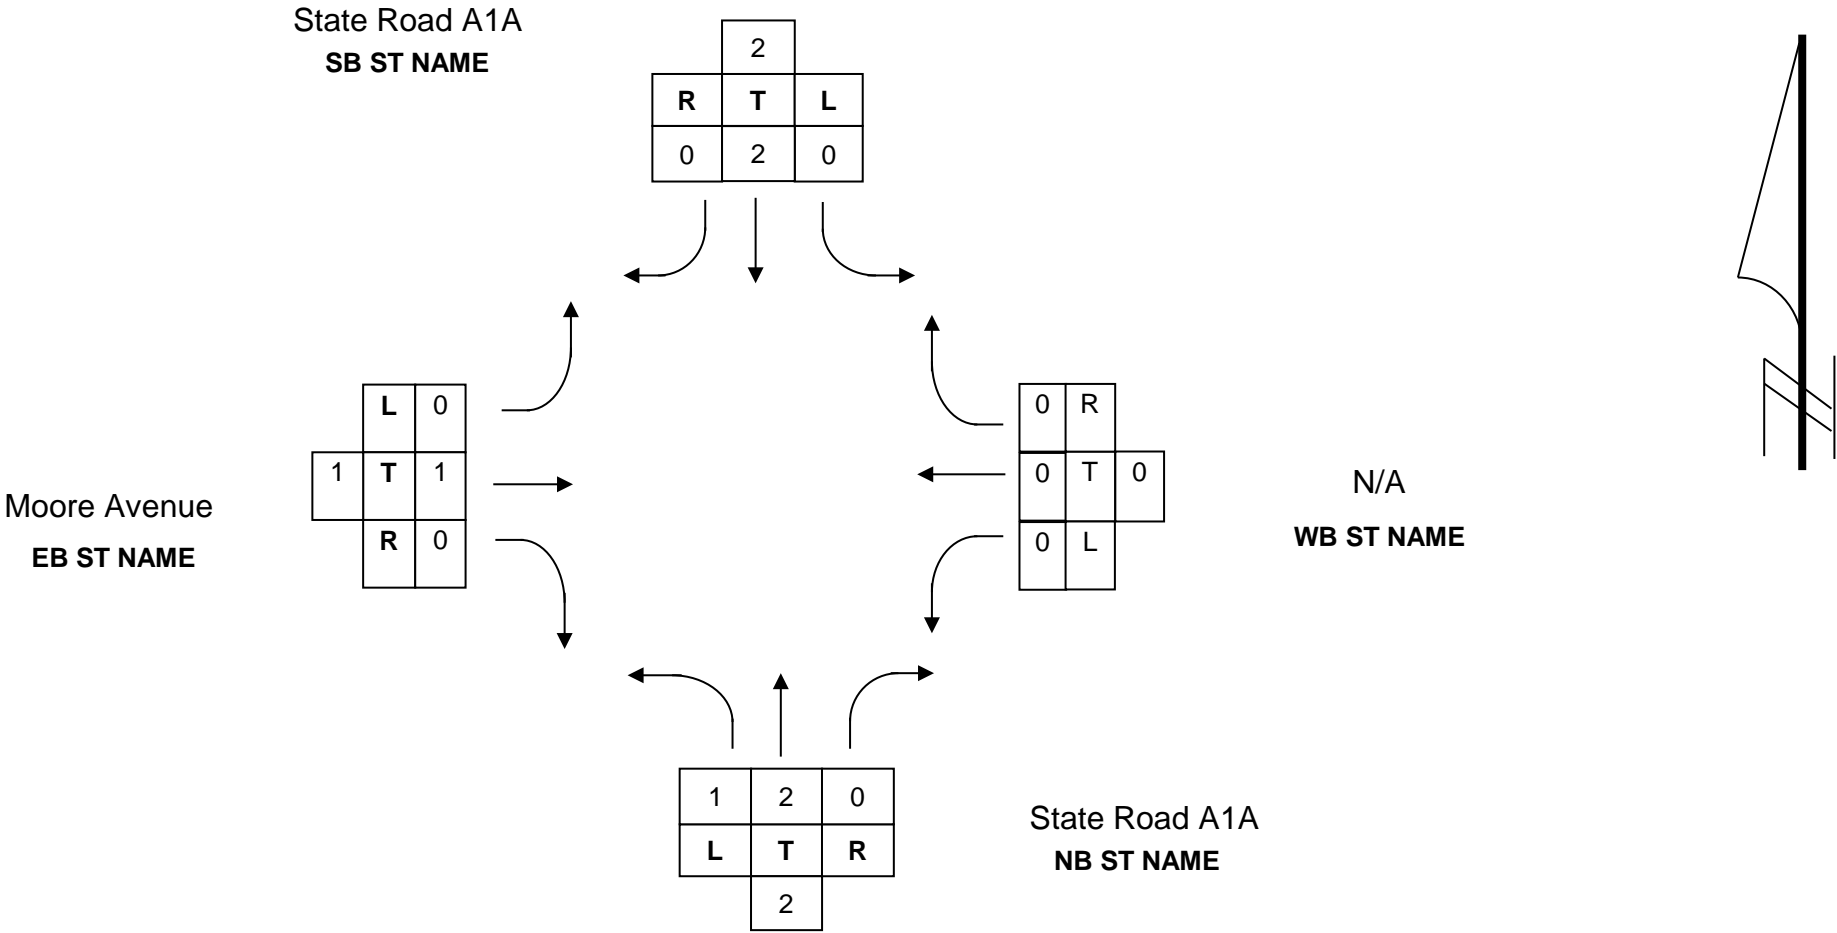 State Road A1A
SB ST NAME
2
R T L
0 2 0
L 0
1 T 1
R 0
Moore Avenue
EB ST NAME
0 R
0 T 0
0 L
N/A
WB ST NAME
1 2 0
L T R
2
State Road A1A
NB ST NAME
N